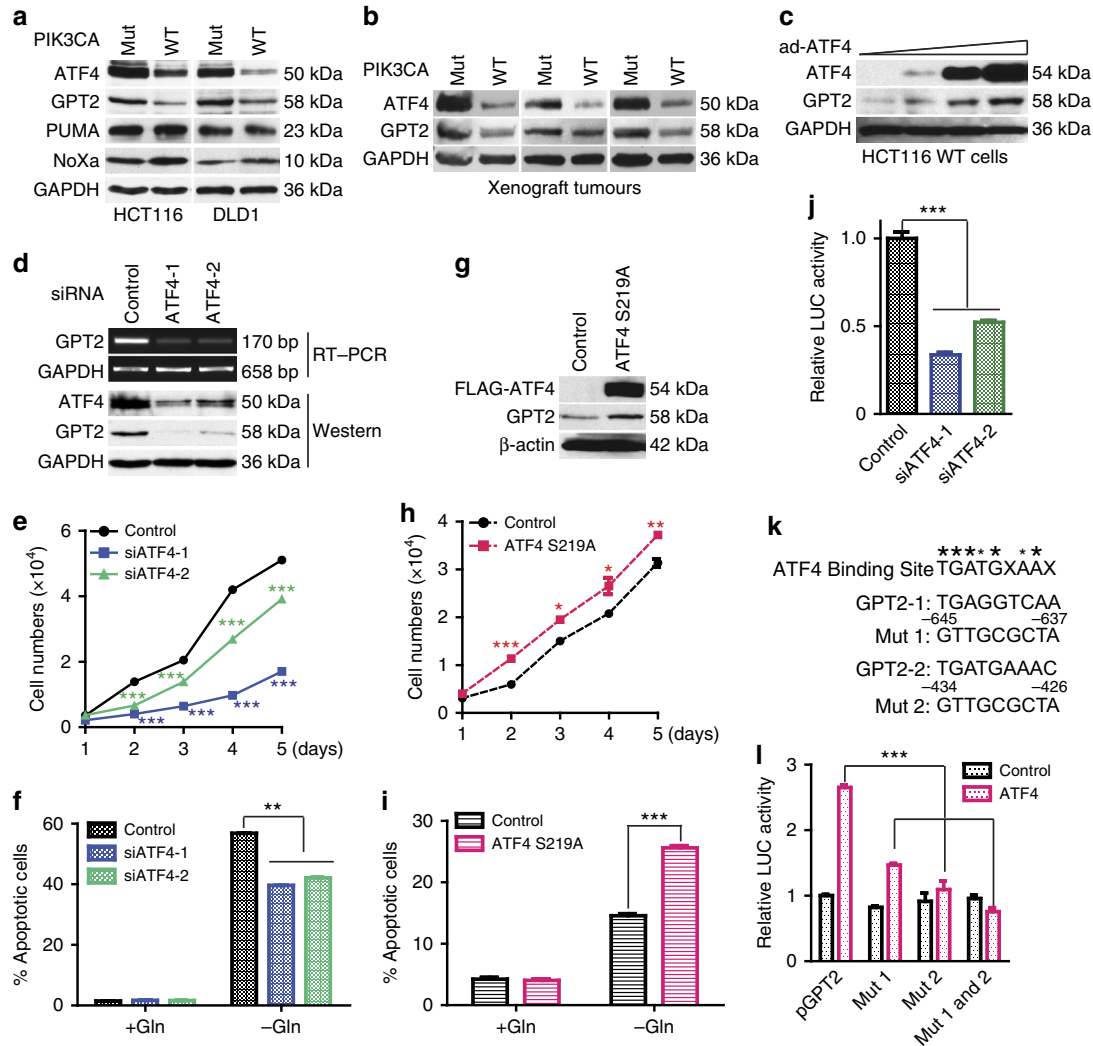 a
PIK3CA Mut WT Mut WT
ATF4 50 kDa
GPT2 58 kDa
PUMA 23 kDa
NoXa 10 kDa
GAPDH 36 kDa
HCT116 DLD1
b
PIK3CA Mut WT Mut WT Mut WT
ATF4 50 kDa
GPT2 58 kDa
GAPDH 36 kDa
Xenograft tumours
c
ad-ATF4
ATF4 54 kDa
GPT2 58 kDa
GAPDH 36 kDa
HCT116 WT cells
d
siRNA Control ATF4-1 ATF4-2
GPT2 170 bp
GAPDH 658 bp
RT–PCR
ATF4 50 kDa
GPT2 58 kDa
GAPDH 36 kDa
Western
g
Control ATF4 S219A
FLAG-ATF4 54 kDa
GPT2 58 kDa
β-actin 42 kDa
j
Relative LUC activity
***
1.0
0.5
0
Control siATF4-1 siATF4-2
e
Cell numbers (×10⁴)
Control
siATF4-1
siATF4-2
6
4
2
0
*** *** *** ***
*** *** *** ***
1 2 3 4 5 (days)
h
Cell numbers (×10⁴)
Control
ATF4 S219A
4
3
2
1
0
*** * * **
1 2 3 4 5 (days)
k
***** **
ATF4 Binding Site TGATGXAAX
GPT2-1: TGAGGTCAA
–645 –637
Mut 1: GTTGCGCTA
GPT2-2: TGATGAAAC
–434 –426
Mut 2: GTTGCGCTA
f
% Apoptotic cells
Control
siATF4-1
siATF4-2
**
60
40
20
0
+Gln –Gln
i
% Apoptotic cells
Control
ATF4 S219A
***
30
20
10
0
+Gln –Gln
l
Relative LUC activity
***
Control
ATF4
3
2
1
0
pGPT2 Mut 1 Mut 2 Mut 1 and 2